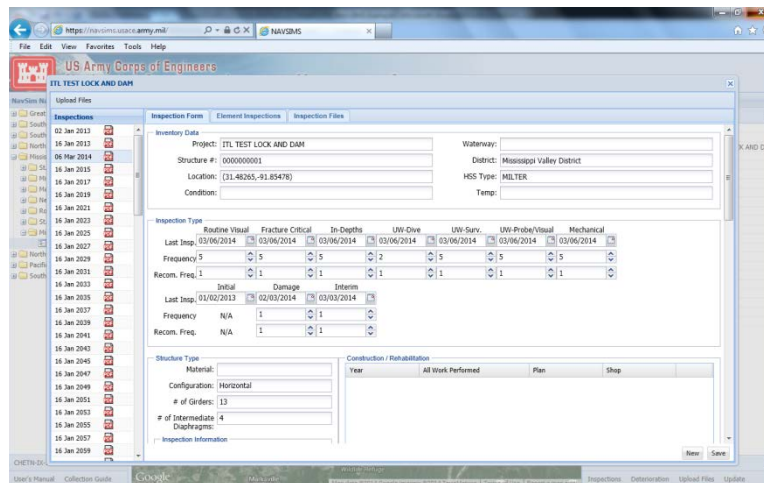 https://navsims.usace.army.mil/
NAVSIMS
File Edit View Favorites Tools Help
US Army Corps of Engineers
ITL TEST LOCK AND DAM
Upload Files
Inspections
02 Jan 2013
16 Jan 2013
06 Mar 2014
16 Jan 2015
16 Jan 2017
16 Jan 2019
16 Jan 2021
16 Jan 2023
16 Jan 2025
16 Jan 2027
16 Jan 2029
16 Jan 2031
16 Jan 2033
16 Jan 2035
16 Jan 2037
16 Jan 2039
16 Jan 2041
16 Jan 2043
16 Jan 2045
16 Jan 2047
16 Jan 2049
16 Jan 2051
16 Jan 2053
16 Jan 2055
16 Jan 2057
16 Jan 2059
Inspection Form Element Inspections Inspection Files
Inventory Data
Project: ITL TEST LOCK AND DAM Waterway:
Structure #: 0000000001 District: Mississippi Valley District
Location: (31.48265,-91.85478) HSS Type: MILTER
Condition: Temp:
Inspection Type
Routine Visual Fracture Critical In-Depths UW-Dive UW-Surv. UW-Probe/Visual Mechanical
Last Insp. 03/06/2014 03/06/2014 03/06/2014 03/06/2014 03/06/2014 03/06/2014 03/06/2014
Frequency 5 5 5 2 5 5 5
Recom. Freq. 1 1 1 1 1 1 1
Initial Damage Interim
Last Insp. 01/02/2013 02/03/2014 03/03/2014
Frequency N/A 1 1
Recom. Freq. N/A 1 1
Structure Type
Material:
Configuration: Horizontal
# of Girders: 13
# of Intermediate Diaphragms: 4
Inspection Information
Construction / Rehabilitation
Year All Work Performed Plan Shop
New Save
User's Manual Collection Guide Google Inspections Deterioration Upload Files Update